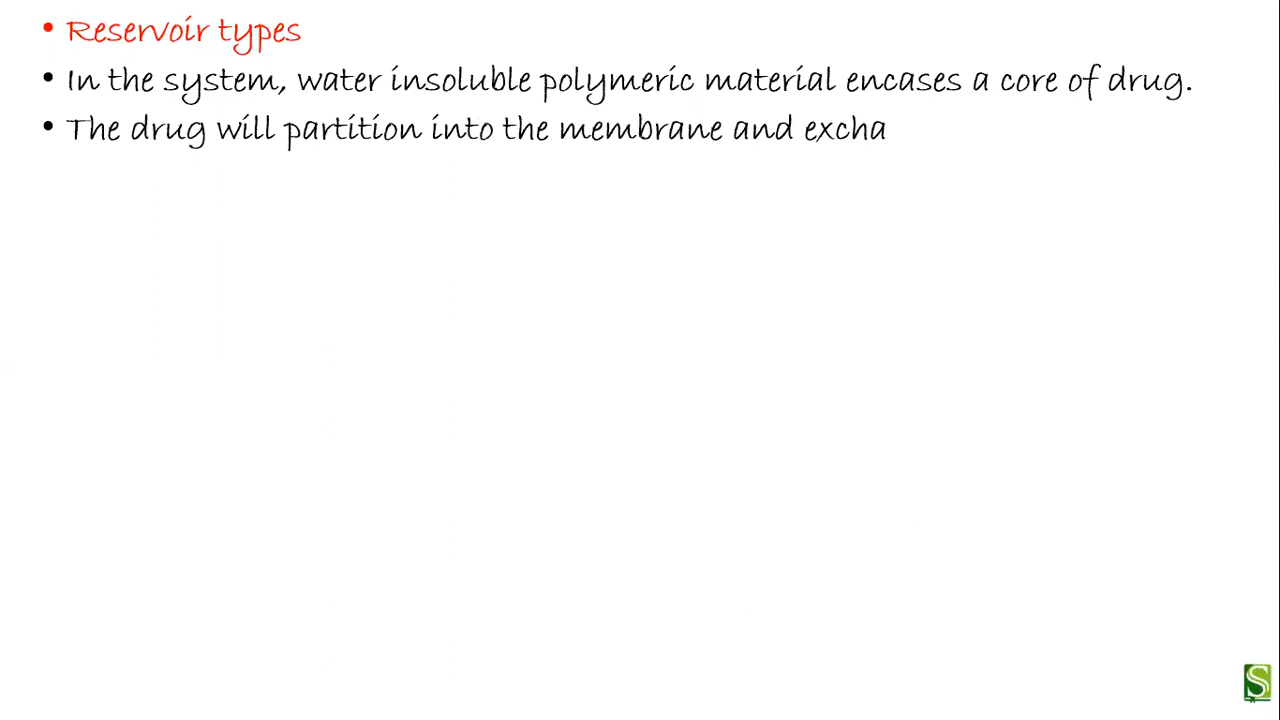 • Reservoir types
• In the system, water insoluble polymeric material encases a core of drug.
• The drug will partition into the membrane and excha
S